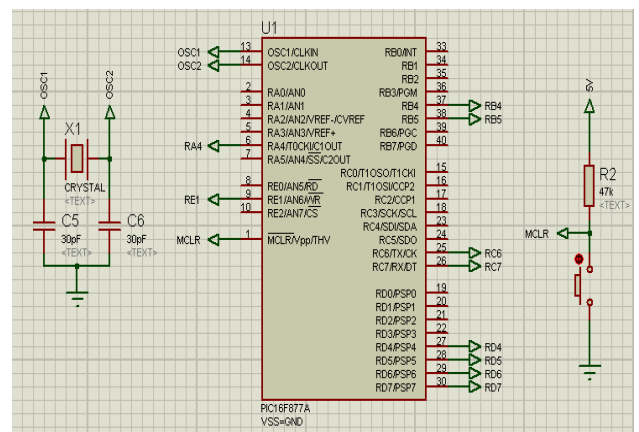 OSC1
OSC2
X1
CRYSTAL
<TEXT>
C5
30pF
<TEXT>
C6
30pF
<TEXT>
U1
OSC1 13 OSC1/CLKIN
OSC2 14 OSC2/CLKOUT
2 RA0/AN0
3 RA1/AN1
4 RA2/AN2/VREF-/CVREF
5 RA3/AN3/VREF+
RA4 6 RA4/T0CKI/C1OUT
7 RA5/AN4/SS/C2OUT
8 RE0/AN5/RD
RE1 9 RE1/AN6/WR
10 RE2/AN7/CS
MCLR 1 MCLR/Vpp/THV
RB0/INT 33
RB1 34
RB2 35
RB3/PGM 36
RB4 37 RB4
RB5 38 RB5
RB6/PGC 39
RB7/PGD 40
RC0/T1OSO/T1CKI 15
RC1/T1OSI/CCP2 16
RC2/CCP1 17
RC3/SCK/SCL 18
RC4/SDI/SDA 23
RC5/SDO 24
RC6/TX/CK 25 RC6
RC7/RX/DT 26 RC7
RD0/PSP0 19
RD1/PSP1 20
RD2/PSP2 21
RD3/PSP3 22
RD4/PSP4 27 RD4
RD5/PSP5 28 RD5
RD6/PSP6 29 RD6
RD7/PSP7 30 RD7
PIC16F877A
VSS=GND
5V
R2
47k
<TEXT>
MCLR